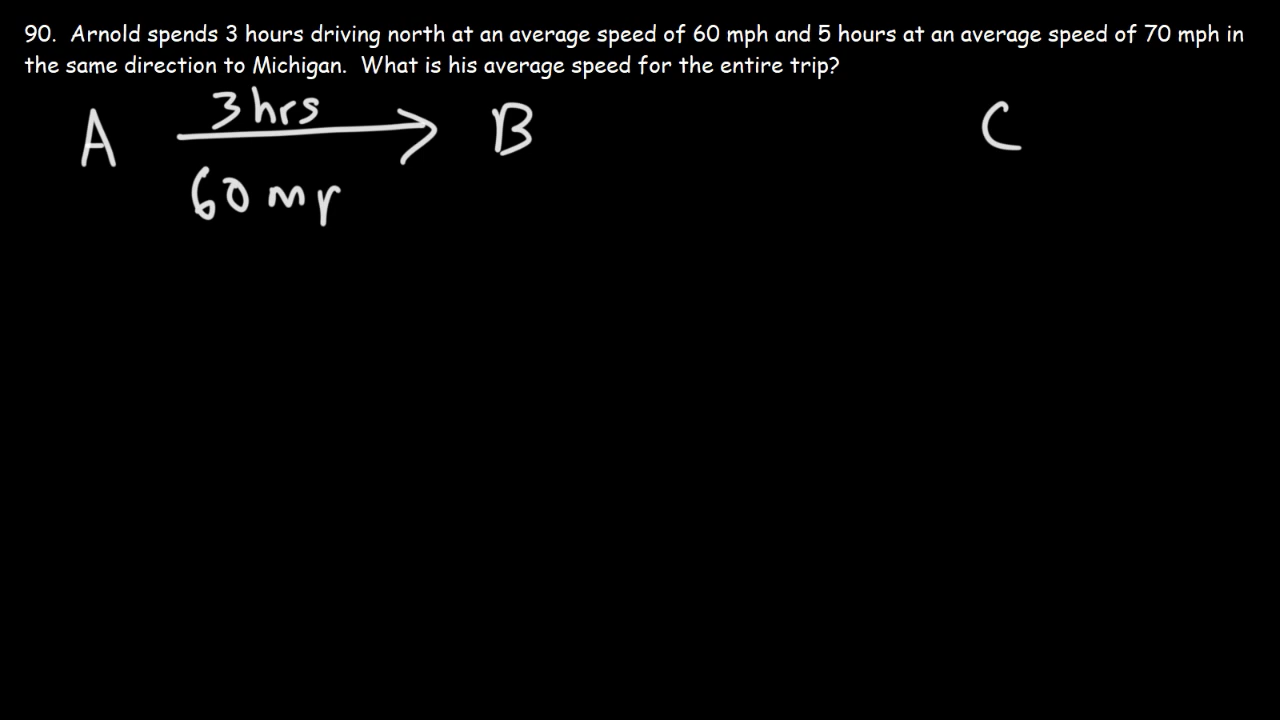 90. Arnold spends 3 hours driving north at an average speed of 60 mph and 5 hours at an average speed of 70 mph in
the same direction to Michigan. What is his average speed for the entire trip?
3 hrs
A B C
60 mp